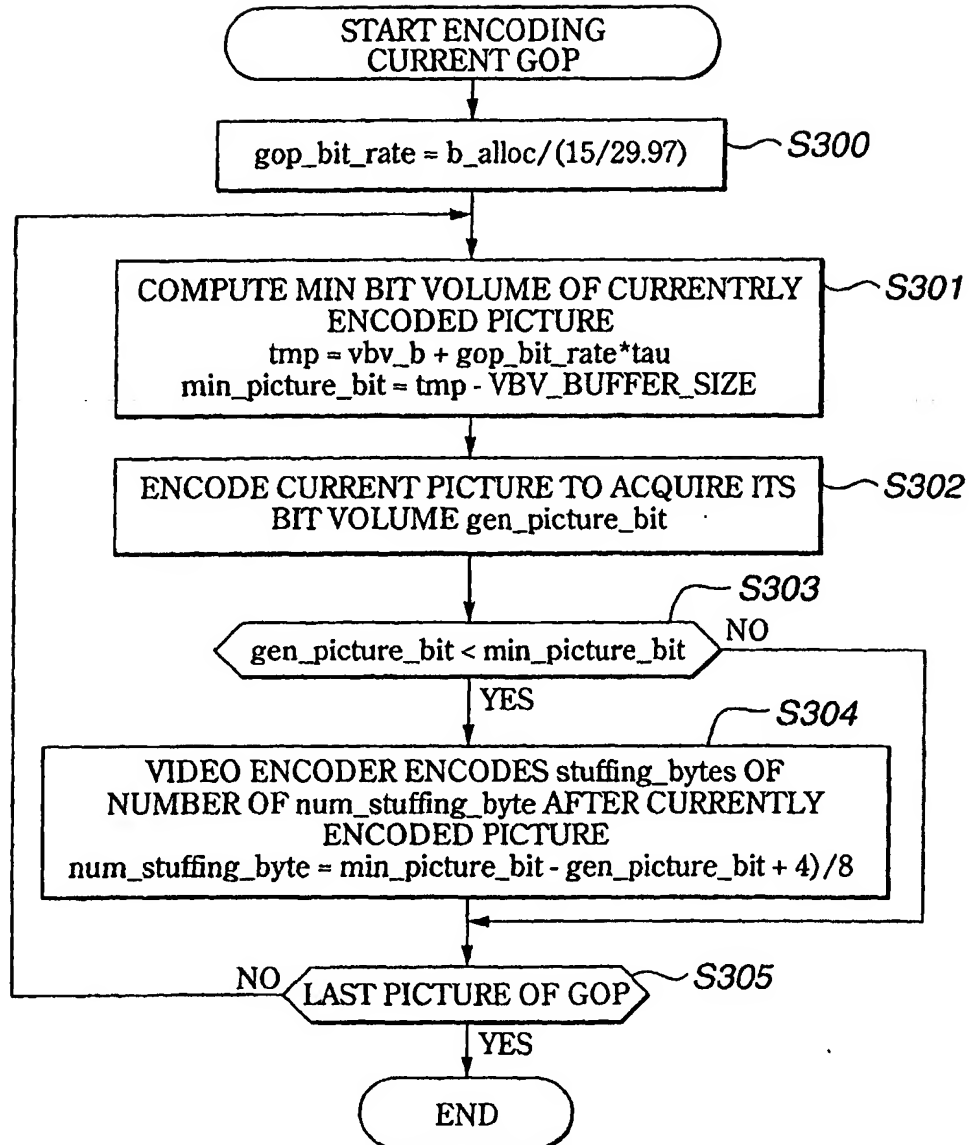 START ENCODING
CURRENT GOP
gop_bit_rate = b_alloc/(15/29.97)
S300
COMPUTE MIN BIT VOLUME OF CURRENTRLY
ENCODED PICTURE
tmp = vbv_b + gop_bit_rate*tau
min_picture_bit = tmp - VBV_BUFFER_SIZE
S301
ENCODE CURRENT PICTURE TO ACQUIRE ITS
BIT VOLUME gen_picture_bit
S302
S303
gen_picture_bit < min_picture_bit
NO
YES
S304
VIDEO ENCODER ENCODES stuffing_bytes OF
NUMBER OF num_stuffing_byte AFTER CURRENTLY
ENCODED PICTURE
num_stuffing_byte = min_picture_bit - gen_picture_bit + 4)/8
NO
LAST PICTURE OF GOP
S305
YES
END